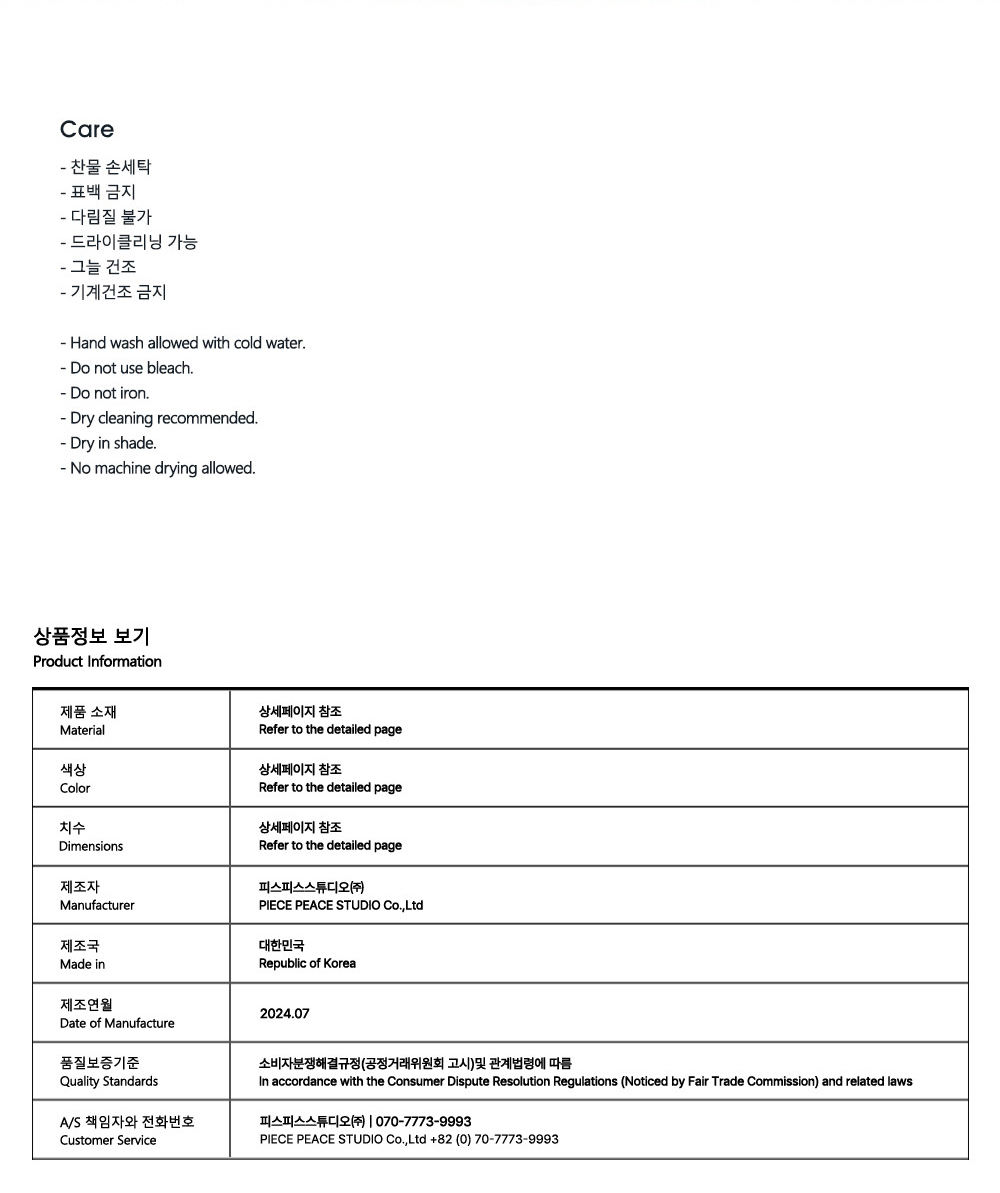 Care
- 찬물 손세탁
- 표백 금지
- 다림질 불가
- 드라이클리닝 가능
- 그늘 건조
- 기계건조 금지
- Hand wash allowed with cold water.
- Do not use bleach.
- Do not iron.
- Dry cleaning recommended.
- Dry in shade.
- No machine drying allowed.
상품정보 보기
Product Information
제품 소재
Material
상세페이지 참조
Refer to the detailed page
색상
Color
상세페이지 참조
Refer to the detailed page
치수
Dimensions
상세페이지 참조
Refer to the detailed page
제조자
Manufacturer
피스피스스튜디오㈜
PIECE PEACE STUDIO Co.,Ltd
제조국
Made in
대한민국
Republic of Korea
제조연월
Date of Manufacture
2024.07
품질보증기준
Quality Standards
소비자분쟁해결규정(공정거래위원회 고시)및 관계법령에 따름
In accordance with the Consumer Dispute Resolution Regulations (Noticed by Fair Trade Commission) and related laws
A/S 책임자와 전화번호
Customer Service
피스피스스튜디오㈜ | 070-7773-9993
PIECE PEACE STUDIO Co.,Ltd +82 (0) 70-7773-9993